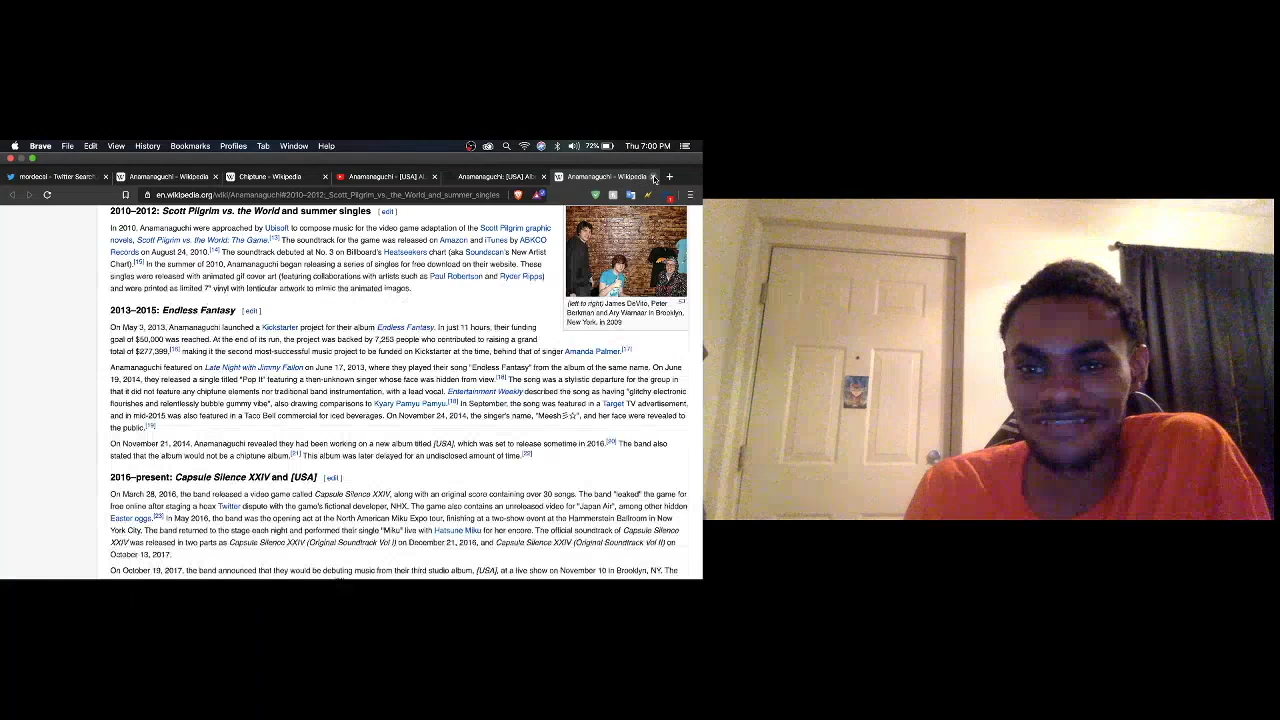 Brave File Edit View History Bookmarks Profiles Tab Window Help 72% Thu 7:00 PM
mordecai - Twitter Search Anamanaguchi - Wikipedia Chiptune - Wikipedia Anamanaguchi - [USA] Al Anamanaguchi: [USA] Alb Anamanaguchi - Wikipedia
en.wikipedia.org/wiki/Anamanaguchi#2010–2012:_Scott_Pilgrim_vs._the_World_and_summer_singles
2010–2012: Scott Pilgrim vs. the World and summer singles [ edit ]
In 2010, Anamanaguchi were approached by Ubisoft to compose music for the video game adaptation of the Scott Pilgrim graphic
novels, Scott Pilgrim vs. the World: The Game.[13] The soundtrack for the game was released on Amazon and iTunes by ABKCO
Records on August 24, 2010.[14] The soundtrack debuted at No. 3 on Billboard's Heatseekers chart (aka Soundscan's New Artist
Chart).[15] In the summer of 2010, Anamanaguchi began releasing a series of singles for free download on their website. These
singles were released with animated gif cover art (featuring collaborations with artists such as Paul Robertson and Ryder Ripps)
and were printed as limited 7" vinyl with lenticular artwork to mimic the animated images.
(left to right) James DeVito, Peter
Berkman and Ary Warnaar in Brooklyn,
New York, in 2009
2013–2015: Endless Fantasy [ edit ]
On May 3, 2013, Anamanaguchi launched a Kickstarter project for their album Endless Fantasy. In just 11 hours, their funding
goal of $50,000 was reached. At the end of its run, the project was backed by 7,253 people who contributed to raising a grand
total of $277,399,[16] making it the second most-successful music project to be funded on Kickstarter at the time, behind that of singer Amanda Palmer.[17]
Anamanaguchi featured on Late Night with Jimmy Fallon on June 17, 2013, where they played their song "Endless Fantasy" from the album of the same name. On June
19, 2014, they released a single titled "Pop It" featuring a then-unknown singer whose face was hidden from view.[18] The song was a stylistic departure for the group in
that it did not feature any chiptune elements nor traditional band instrumentation, with a lead vocal. Entertainment Weekly described the song as having "glitchy electronic
flourishes and relentlessly bubble gummy vibe", also drawing comparisons to Kyary Pamyu Pamyu.[18] In September, the song was featured in a Target TV advertisement,
and in mid-2015 was also featured in a Taco Bell commercial for iced beverages. On November 24, 2014, the singer's name, "Meesh彡☆", and her face were revealed to
the public.[19]
On November 21, 2014, Anamanaguchi revealed they had been working on a new album titled [USA], which was set to release sometime in 2016.[20] The band also
stated that the album would not be a chiptune album.[21] This album was later delayed for an undisclosed amount of time.[22]
2016–present: Capsule Silence XXIV and [USA] [ edit ]
On March 28, 2016, the band released a video game called Capsule Silence XXIV, along with an original score containing over 30 songs. The band "leaked" the game for
free online after staging a hoax Twitter dispute with the game's fictional developer, NHX. The game also contains an unreleased video for "Japan Air", among other hidden
Easter eggs.[23] In May 2016, the band was the opening act at the North American Miku Expo tour, finishing at a two-show event at the Hammerstein Ballroom in New
York City. The band returned to the stage each night and performed their single "Miku" live with Hatsune Miku for her encore. The official soundtrack of Capsule Silence
XXIV was released in two parts as Capsule Silence XXIV (Original Soundtrack Vol I) on December 21, 2016, and Capsule Silence XXIV (Original Soundtrack Vol II) on
October 13, 2017.
On October 19, 2017, the band announced that they would be debuting music from their third studio album, [USA], at a live show on November 10 in Brooklyn, NY. The